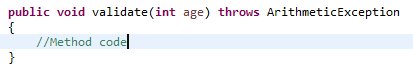 public void validate(int age) throws ArithmeticException
{
    //Method code
}